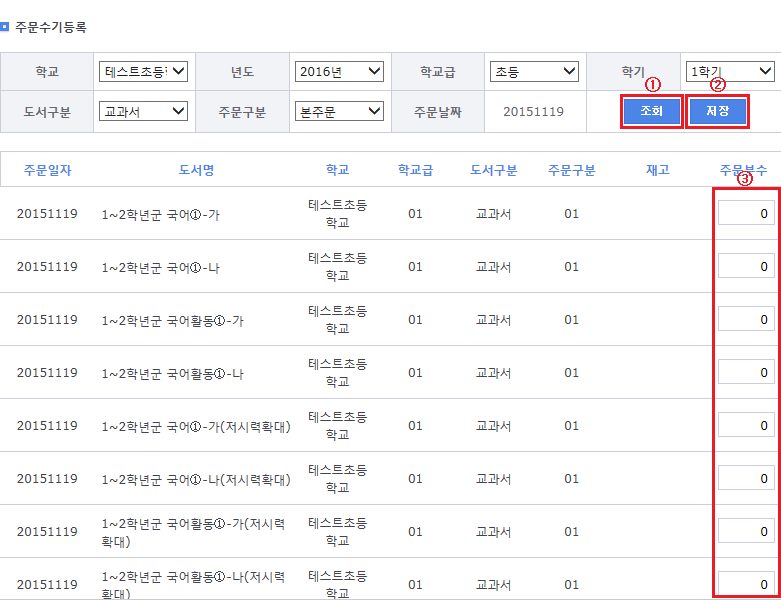 주문수기등록
학교 테스트초등학 년도 2016년 학교급 초등 학기 1학기
① ②
도서구분 교과서 주문구분 본주문 주문날짜 20151119 조회 저장
주문일자 도서명 학교 학교급 도서구분 주문구분 재고 주문부수
③
20151119 1~2학년군 국어①-가 테스트초등
학교 01 교과서 01 0
20151119 1~2학년군 국어①-나 테스트초등
학교 01 교과서 01 0
20151119 1~2학년군 국어활동①-가 테스트초등
학교 01 교과서 01 0
20151119 1~2학년군 국어활동①-나 테스트초등
학교 01 교과서 01 0
20151119 1~2학년군 국어①-가(저시력확대) 테스트초등
학교 01 교과서 01 0
20151119 1~2학년군 국어①-나(저시력확대) 테스트초등
학교 01 교과서 01 0
20151119 1~2학년군 국어활동①-가(저시력
확대) 테스트초등
학교 01 교과서 01 0
20151119 1~2학년군 국어활동①-나(저시력
확대) 테스트초등
학교 01 교과서 01 0